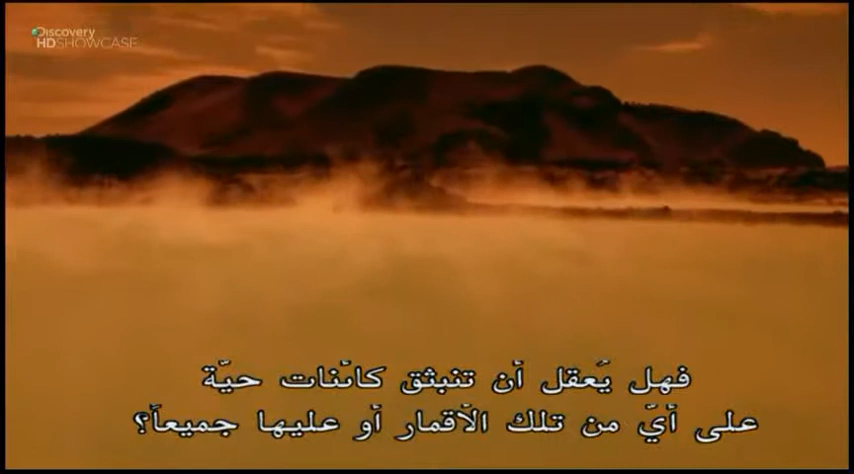 Discovery
HD SHOWCASE
فهل يُعقل أن تنبثق كائنات حيّة
على أيّ من تلك الأقمار أو عليها جميعاً؟